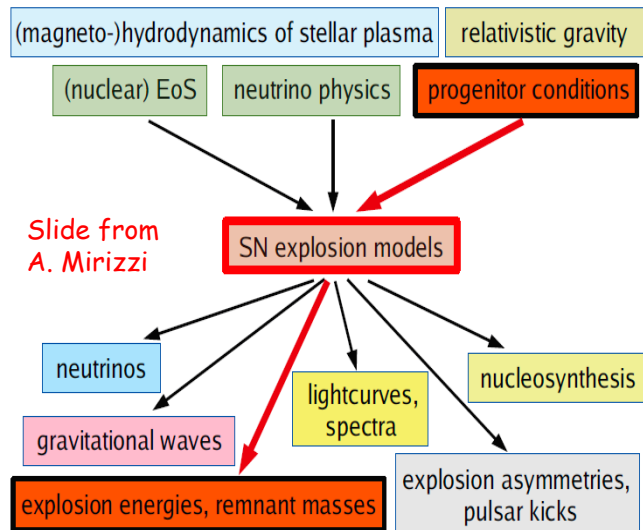 (magneto-)hydrodynamics of stellar plasma
relativistic gravity
(nuclear) EoS
neutrino physics
progenitor conditions
Slide from
A. Mirizzi
SN explosion models
neutrinos
lightcurves,
spectra
nucleosynthesis
gravitational waves
explosion asymmetries,
pulsar kicks
explosion energies, remnant masses